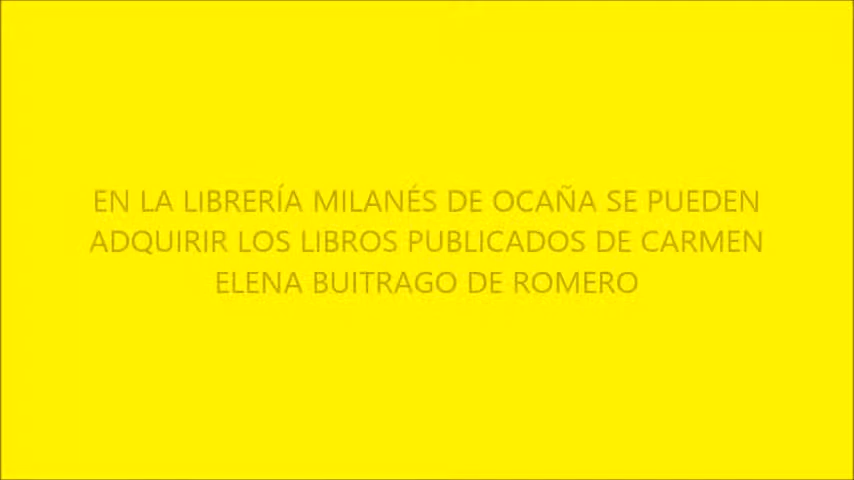 EN LA LIBRERÍA MILANÉS DE OCAÑA SE PUEDEN
ADQUIRIR LOS LIBROS PUBLICADOS DE CARMEN
ELENA BUITRAGO DE ROMERO